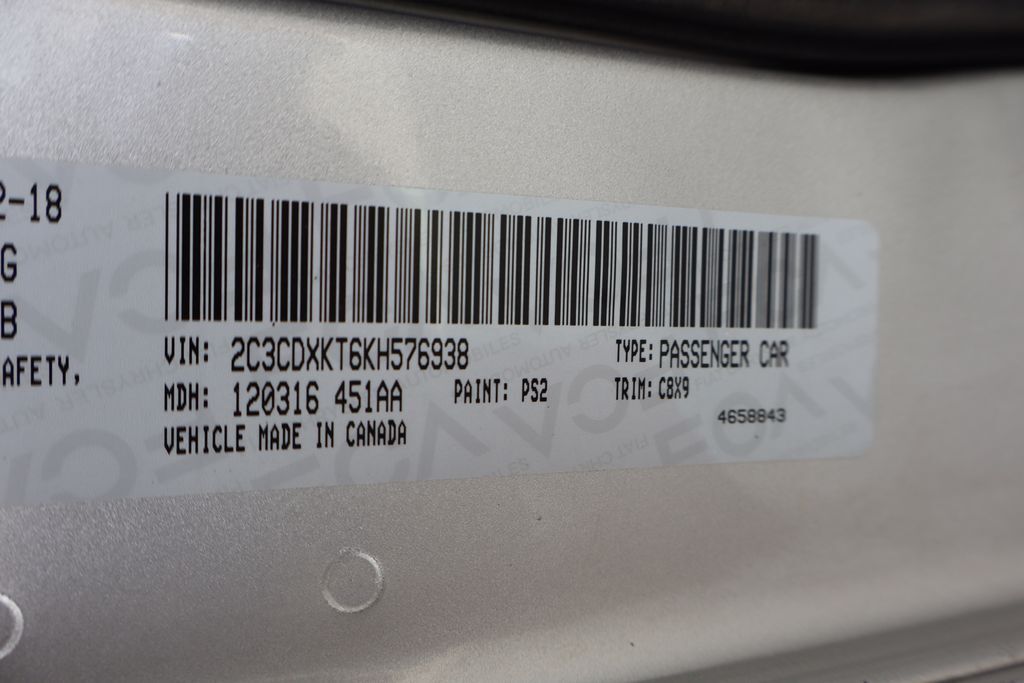 2-18
G
B
AFETY,
VIN: 2C3CDXKT6KH576938
TYPE: PASSENGER CAR
MDH: 120316 451AA
PAINT: PS2
TRIM: C8X9
VEHICLE MADE IN CANADA
4658843